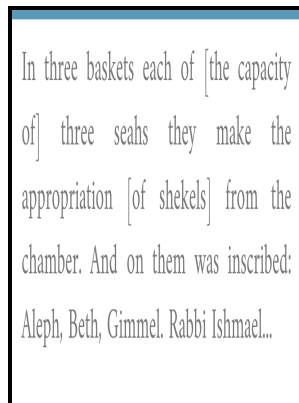 In three baskets each of [the capacity
of] three seahs they make the
appropriation [of shekels] from the
chamber. And on them was inscribed:
Aleph, Beth, Gimmel. Rabbi Ishmael...